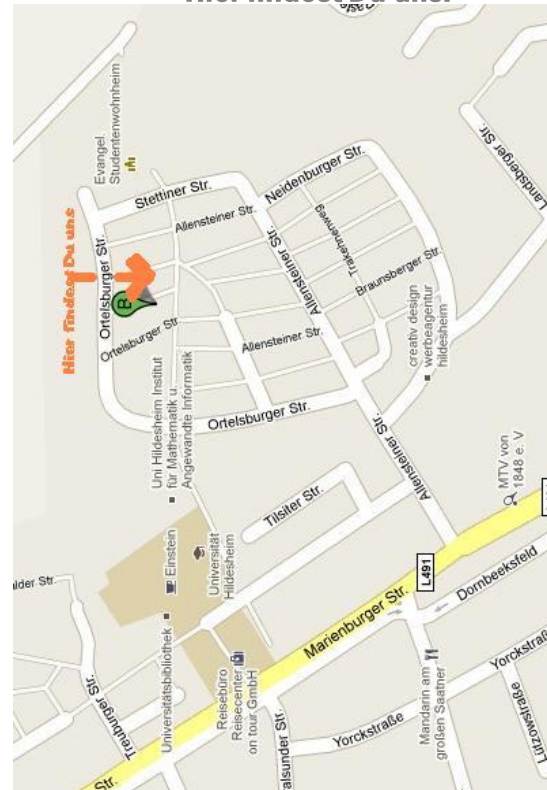 Hier findest Du uns
Evangel.
Studentenwohnheim
Stettiner Str.
Neidenburger Str.
Landsberger Str.
Ortelsburger Str.
Allensteiner Str.
Allensteiner Str.
Trakehnenweg
B
Ortelsburger Str.
Allensteiner Str.
Braunsberger Str.
creativ design
werbeagentur
hildesheim
Uni Hildesheim Institut
für Mathematik u.
Angewandte Informatik
Ortelsburger Str.
Allensteiner Str.
Tilsiter Str.
MTV von
1848 e. V
Einstein
Universität
Hildesheim
L491
Dornbeeksfeld
Marienburger Str.
Universitätsbibliothek
Reisebüro
Reisecenter
on tour GmbH
Mandann am
großen Saatner
Treuburger Str.
Yorckstraße
Yorckstraße
Lützowstraße
Str.